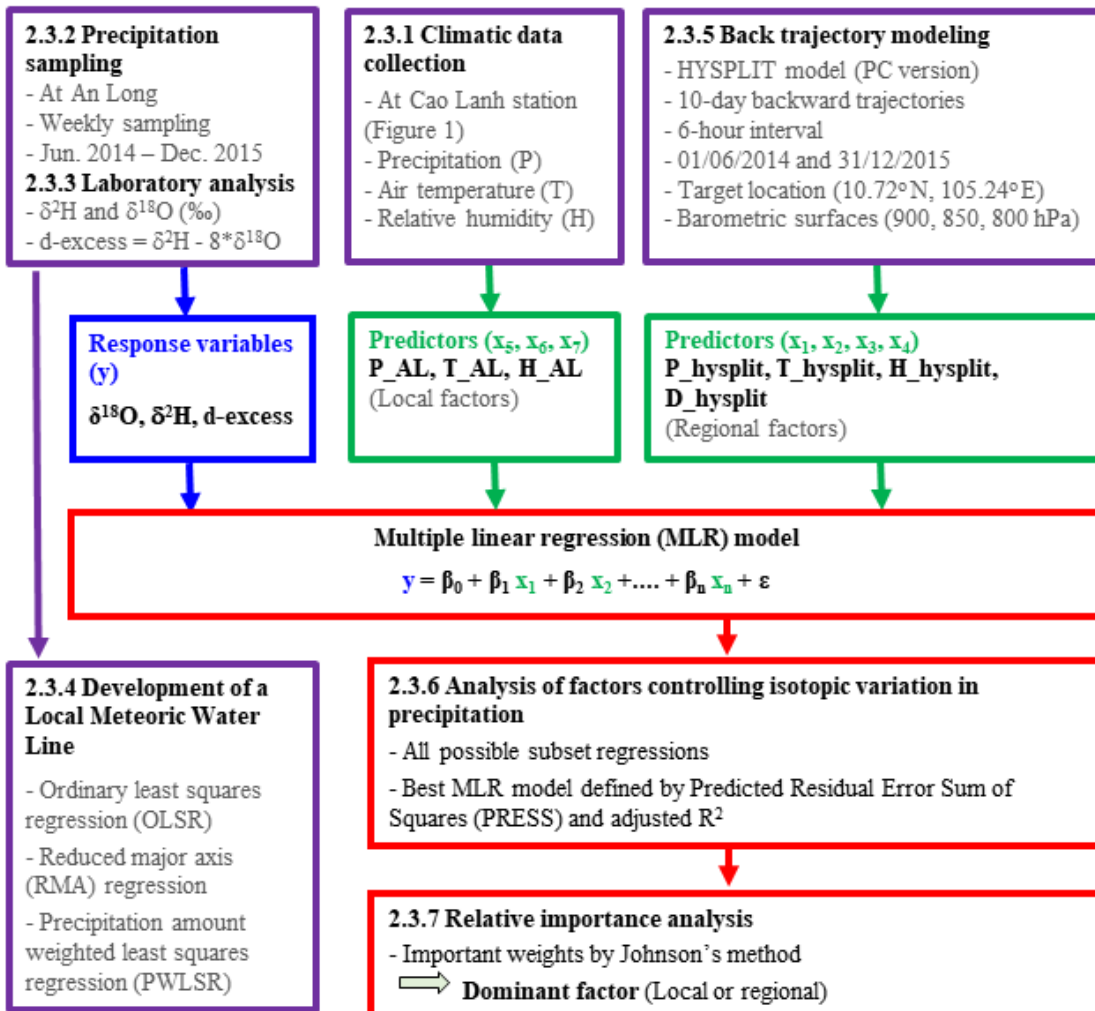 2.3.2 Precipitation
sampling
- At An Long
- Weekly sampling
- Jun. 2014 – Dec. 2015
2.3.3 Laboratory analysis
- δ²H and δ¹⁸O (‰)
- d-excess = δ²H - 8*δ¹⁸O
2.3.1 Climatic data
collection
- At Cao Lanh station
(Figure 1)
- Precipitation (P)
- Air temperature (T)
- Relative humidity (H)
2.3.5 Back trajectory modeling
- HYSPLIT model (PC version)
- 10-day backward trajectories
- 6-hour interval
- 01/06/2014 and 31/12/2015
- Target location (10.72°N, 105.24°E)
- Barometric surfaces (900, 850, 800 hPa)
Response variables
(y)
δ¹⁸O, δ²H, d-excess
Predictors (x₅, x₆, x₇)
P_AL, T_AL, H_AL
(Local factors)
Predictors (x₁, x₂, x₃, x₄)
P_hysplit, T_hysplit, H_hysplit,
D_hysplit
(Regional factors)
Multiple linear regression (MLR) model
y = β₀ + β₁ x₁ + β₂ x₂ +.... + βₙ xₙ + ε
2.3.4 Development of a
Local Meteoric Water
Line
- Ordinary least squares
regression (OLSR)
- Reduced major axis
(RMA) regression
- Precipitation amount
weighted least squares
regression (PWLSR)
2.3.6 Analysis of factors controlling isotopic variation in
precipitation
- All possible subset regressions
- Best MLR model defined by Predicted Residual Error Sum of
Squares (PRESS) and adjusted R²
2.3.7 Relative importance analysis
- Important weights by Johnson's method
Dominant factor (Local or regional)